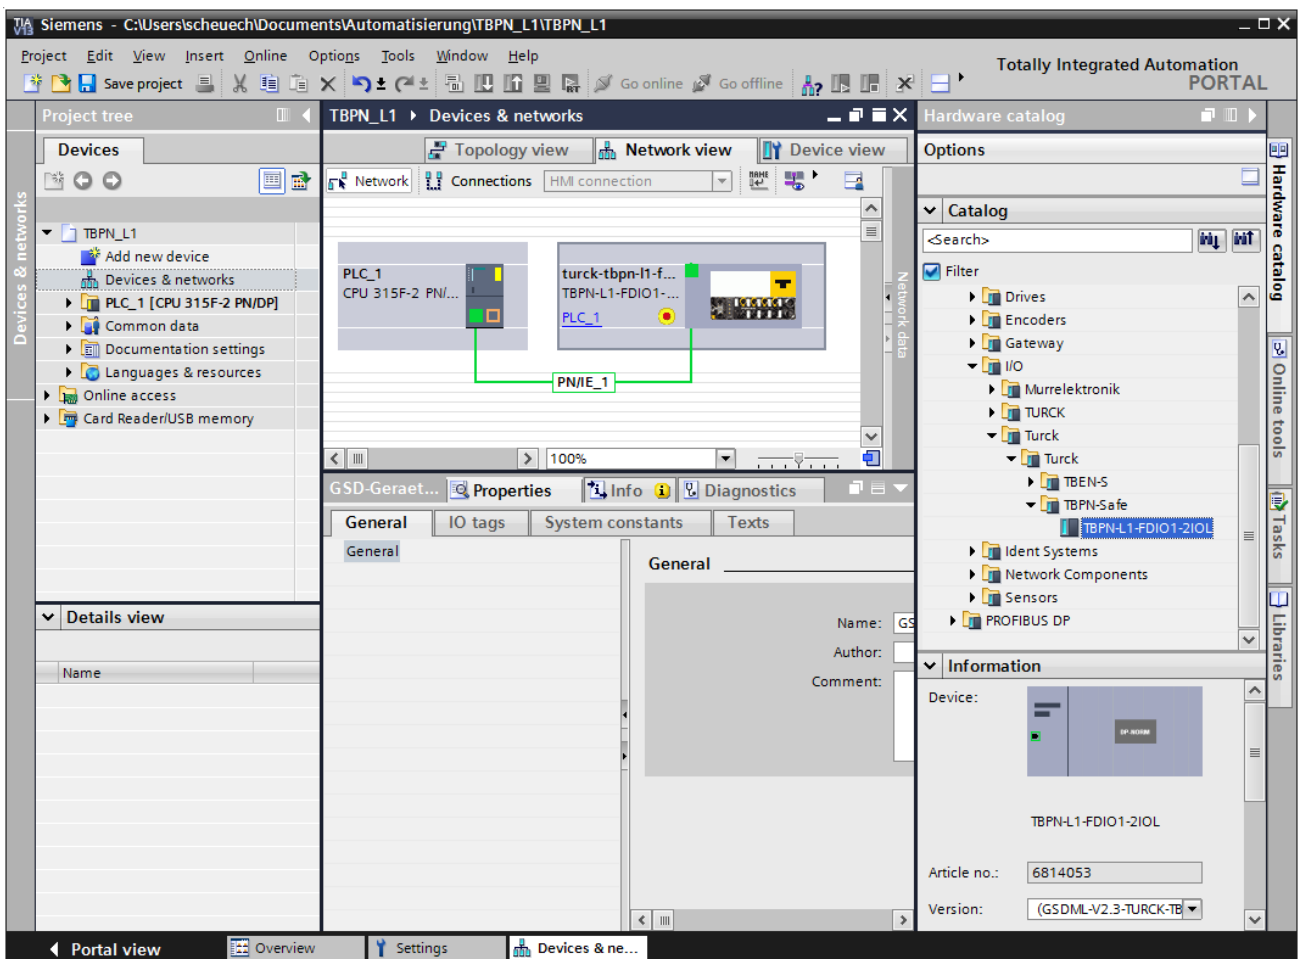 TIA V13 Siemens - C:\Users\scheuech\Documents\Automatisierung\TBPN_L1\TBPN_L1
Project Edit View Insert Online Options Tools Window Help
Totally Integrated Automation
PORTAL
Save project Go online Go offline
Project tree
Devices
TBPN_L1
Add new device
Devices & networks
PLC_1 [CPU 315F-2 PN/DP]
Common data
Documentation settings
Languages & resources
Online access
Card Reader/USB memory
Details view
Name
Devices & networks
TBPN_L1 Devices & networks
Topology view Network view Device view
Network Connections HMI connection
PLC_1
CPU 315F-2 PN/...
turck-tbpn-l1-f...
TBPN-L1-FDIO1-...
PLC_1
PN/IE_1
100%
Network data
GSD-Geraet... Properties Info Diagnostics
General IO tags System constants Texts
General
General
Name: GS
Author:
Comment:
Hardware catalog
Options
Catalog
<Search>
Filter
Drives
Encoders
Gateway
I/O
Murrelektronik
TURCK
Turck
Turck
TBEN-S
TBPN-Safe
TBPN-L1-FDIO1-2IOL
Ident Systems
Network Components
Sensors
PROFIBUS DP
Information
Device:
DP-NORM
TBPN-L1-FDIO1-2IOL
Article no.: 6814053
Version: (GSDML-V2.3-TURCK-TB
Hardware catalog
Online tools
Tasks
Libraries
Portal view Overview Settings Devices & ne...